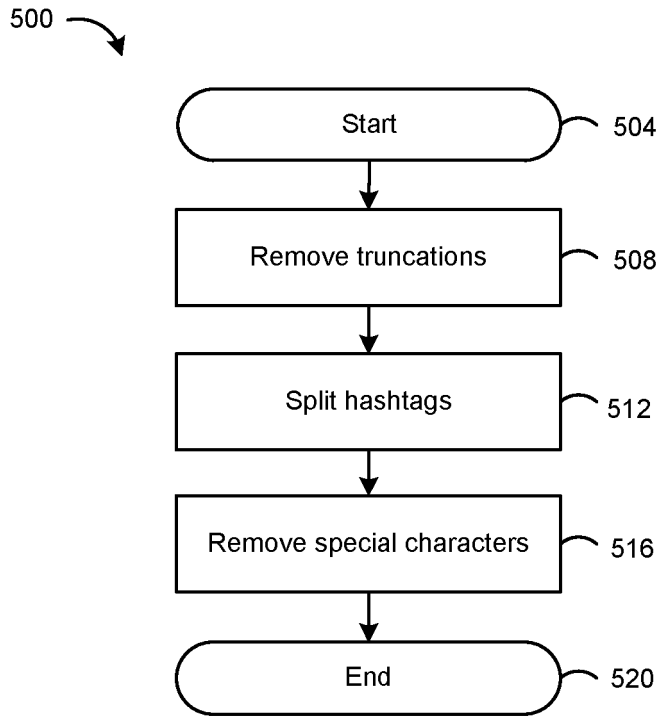 500
Start
504
Remove truncations
508
Split hashtags
512
Remove special characters
516
End
520